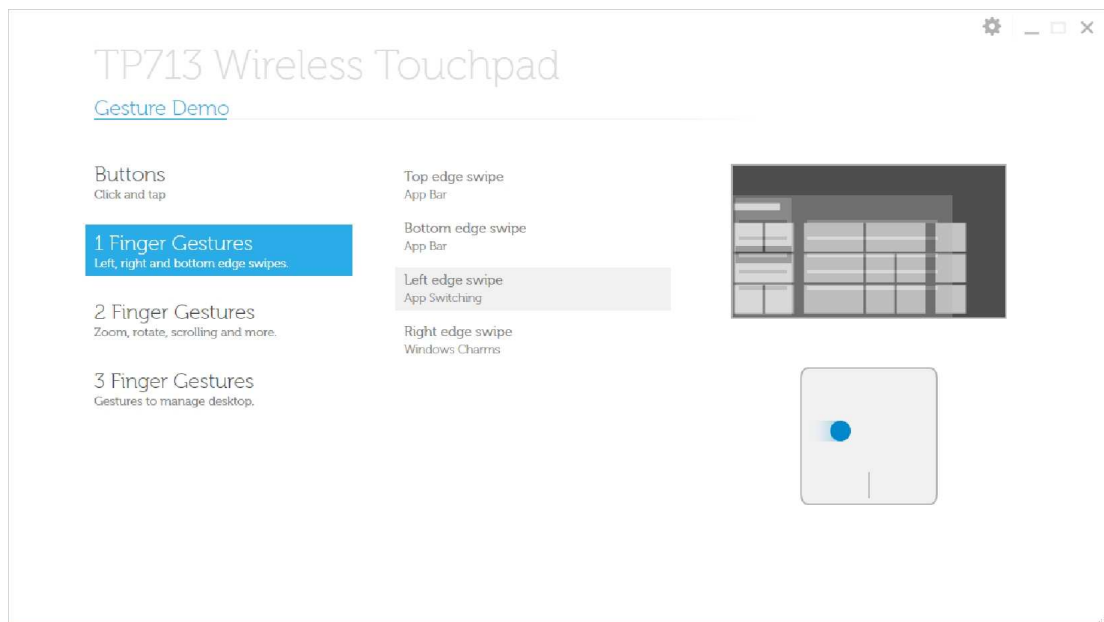 TP713 Wireless Touchpad
Gesture Demo
Buttons
Click and tap
1 Finger Gestures
Left, right and bottom edge swipes.
2 Finger Gestures
Zoom, rotate, scrolling and more.
3 Finger Gestures
Gestures to manage desktop.
Top edge swipe
App Bar
Bottom edge swipe
App Bar
Left edge swipe
App Switching
Right edge swipe
Windows Charms